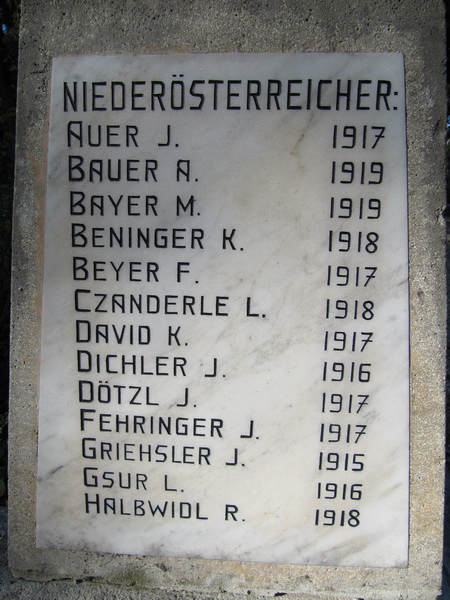 NIEDERÖSTERREICHER:
AUER J. 1917
BAUER A. 1919
BAYER M. 1919
BENINGER K. 1918
BEYER F. 1917
CZANDERLE L. 1918
DAVID K. 1917
DICHLER J. 1916
DÖTZL J. 1917
FEHRINGER J. 1917
GRIEHSLER J. 1915
GSUR L. 1916
HALBWIDL R. 1918